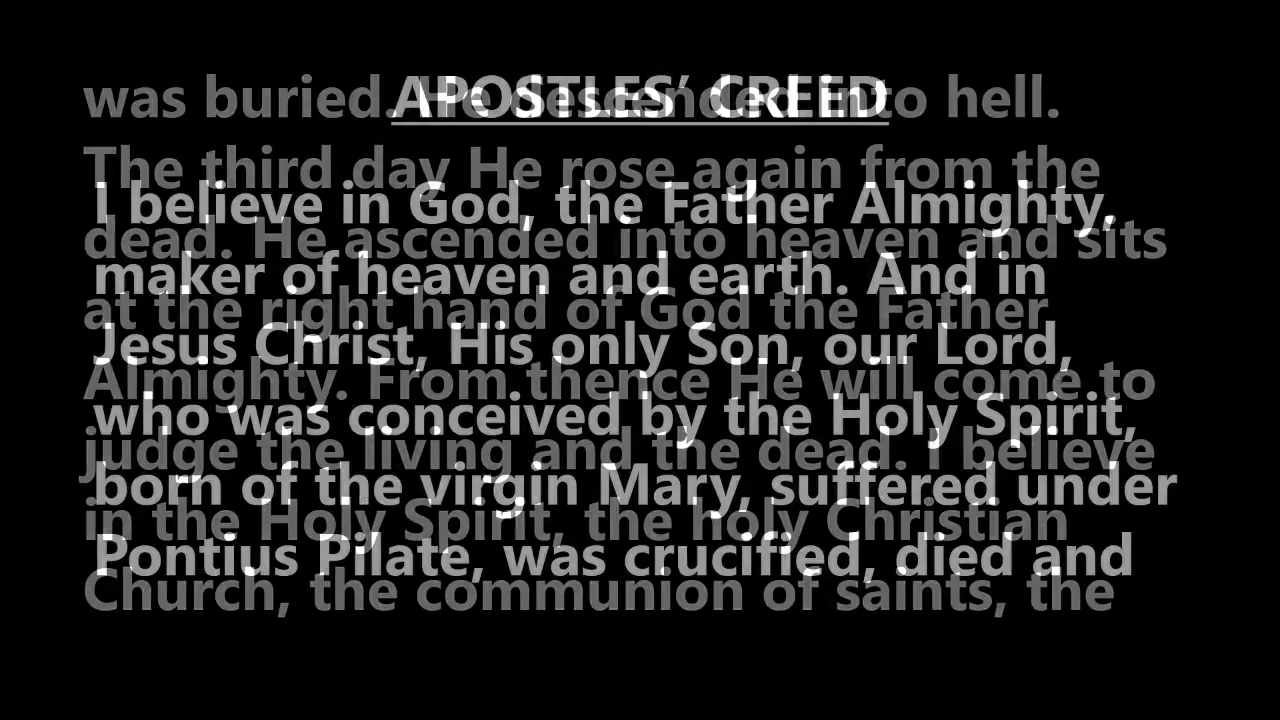 APOSTLES’ CREED
I believe in God, the Father Almighty,
maker of heaven and earth. And in
Jesus Christ, His only Son, our Lord,
who was conceived by the Holy Spirit,
born of the virgin Mary, suffered under
Pontius Pilate, was crucified, died and
was buried. He descended into hell.
The third day He rose again from the
dead. He ascended into heaven and sits
at the right hand of God the Father
Almighty. From thence He will come to
judge the living and the dead. I believe
in the Holy Spirit, the holy Christian
Church, the communion of saints, the